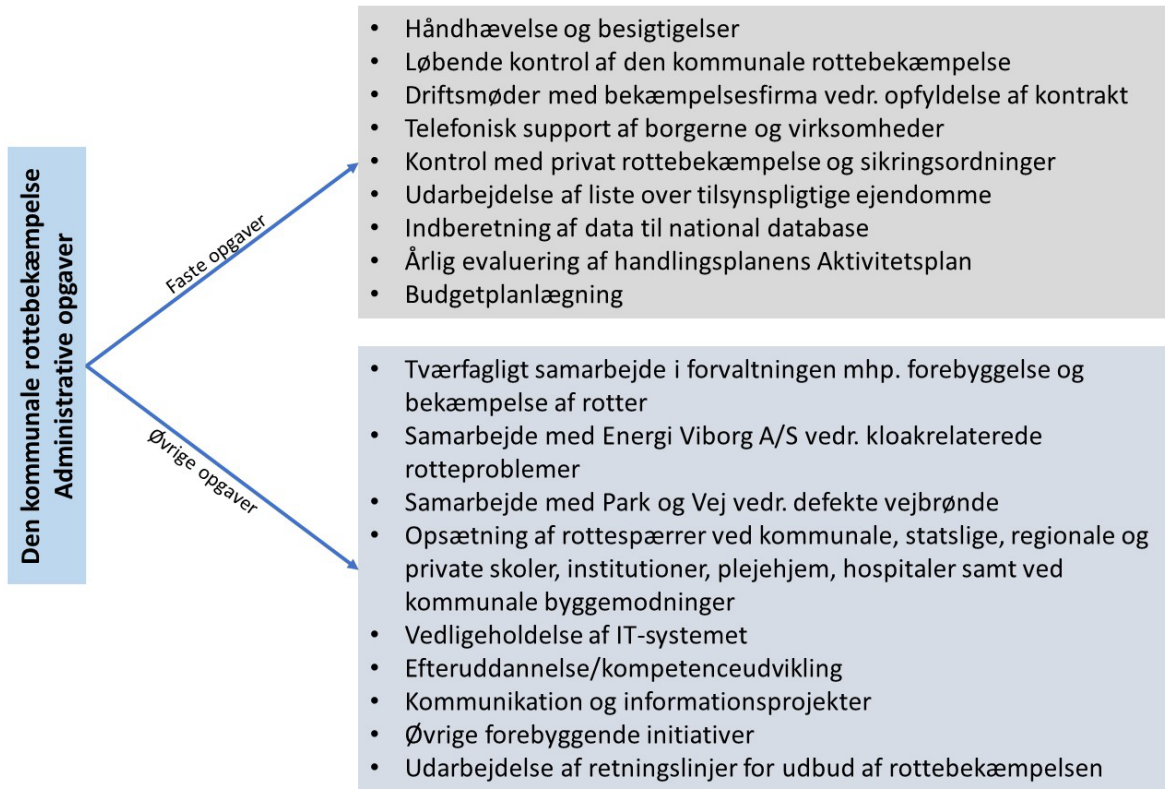 Den kommunale rottebekæmpelse
Administrative opgaver
Faste opgaver
• Håndhævelse og besigtigelser
• Løbende kontrol af den kommunale rottebekæmpelse
• Driftsmøder med bekæmpelsesfirma vedr. opfyldelse af kontrakt
• Telefonisk support af borgerne og virksomheder
• Kontrol med privat rottebekæmpelse og sikringsordninger
• Udarbejdelse af liste over tilsynspligtige ejendomme
• Indberetning af data til national database
• Årlig evaluering af handlingsplanens Aktivitetsplan
• Budgetplanlægning
Øvrige opgaver
• Tværfagligt samarbejde i forvaltningen mhp. forebyggelse og
bekæmpelse af rotter
• Samarbejde med Energi Viborg A/S vedr. kloakrelaterede
rotteproblemer
• Samarbejde med Park og Vej vedr. defekte vejbrønde
• Opsætning af rottespærrer ved kommunale, statslige, regionale og
private skoler, institutioner, plejehjem, hospitaler samt ved
kommunale byggemodninger
• Vedligeholdelse af IT-systemet
• Efteruddannelse/kompetenceudvikling
• Kommunikation og informationsprojekter
• Øvrige forebyggende initiativer
• Udarbejdelse af retningslinjer for udbud af rottebekæmpelsen